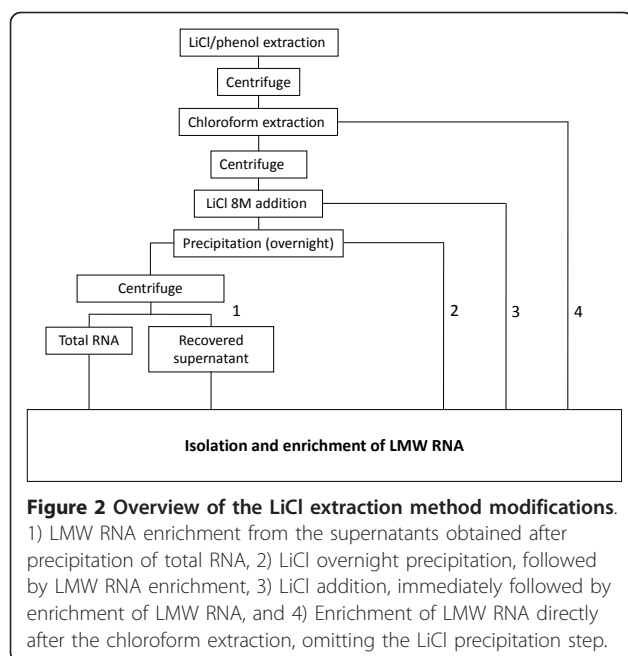 LiCl/phenol extraction
Centrifuge
Chloroform extraction
Centrifuge
LiCl 8M addition
Precipitation (overnight)
Centrifuge
1
2
3
4
Total RNA
Recovered
supernatant
Isolation and enrichment of LMW RNA
Figure 2 Overview of the LiCl extraction method modifications.
1) LMW RNA enrichment from the supernatants obtained after
precipitation of total RNA, 2) LiCl overnight precipitation, followed
by LMW RNA enrichment, 3) LiCl addition, immediately followed by
enrichment of LMW RNA, and 4) Enrichment of LMW RNA directly
after the chloroform extraction, omitting the LiCl precipitation step.